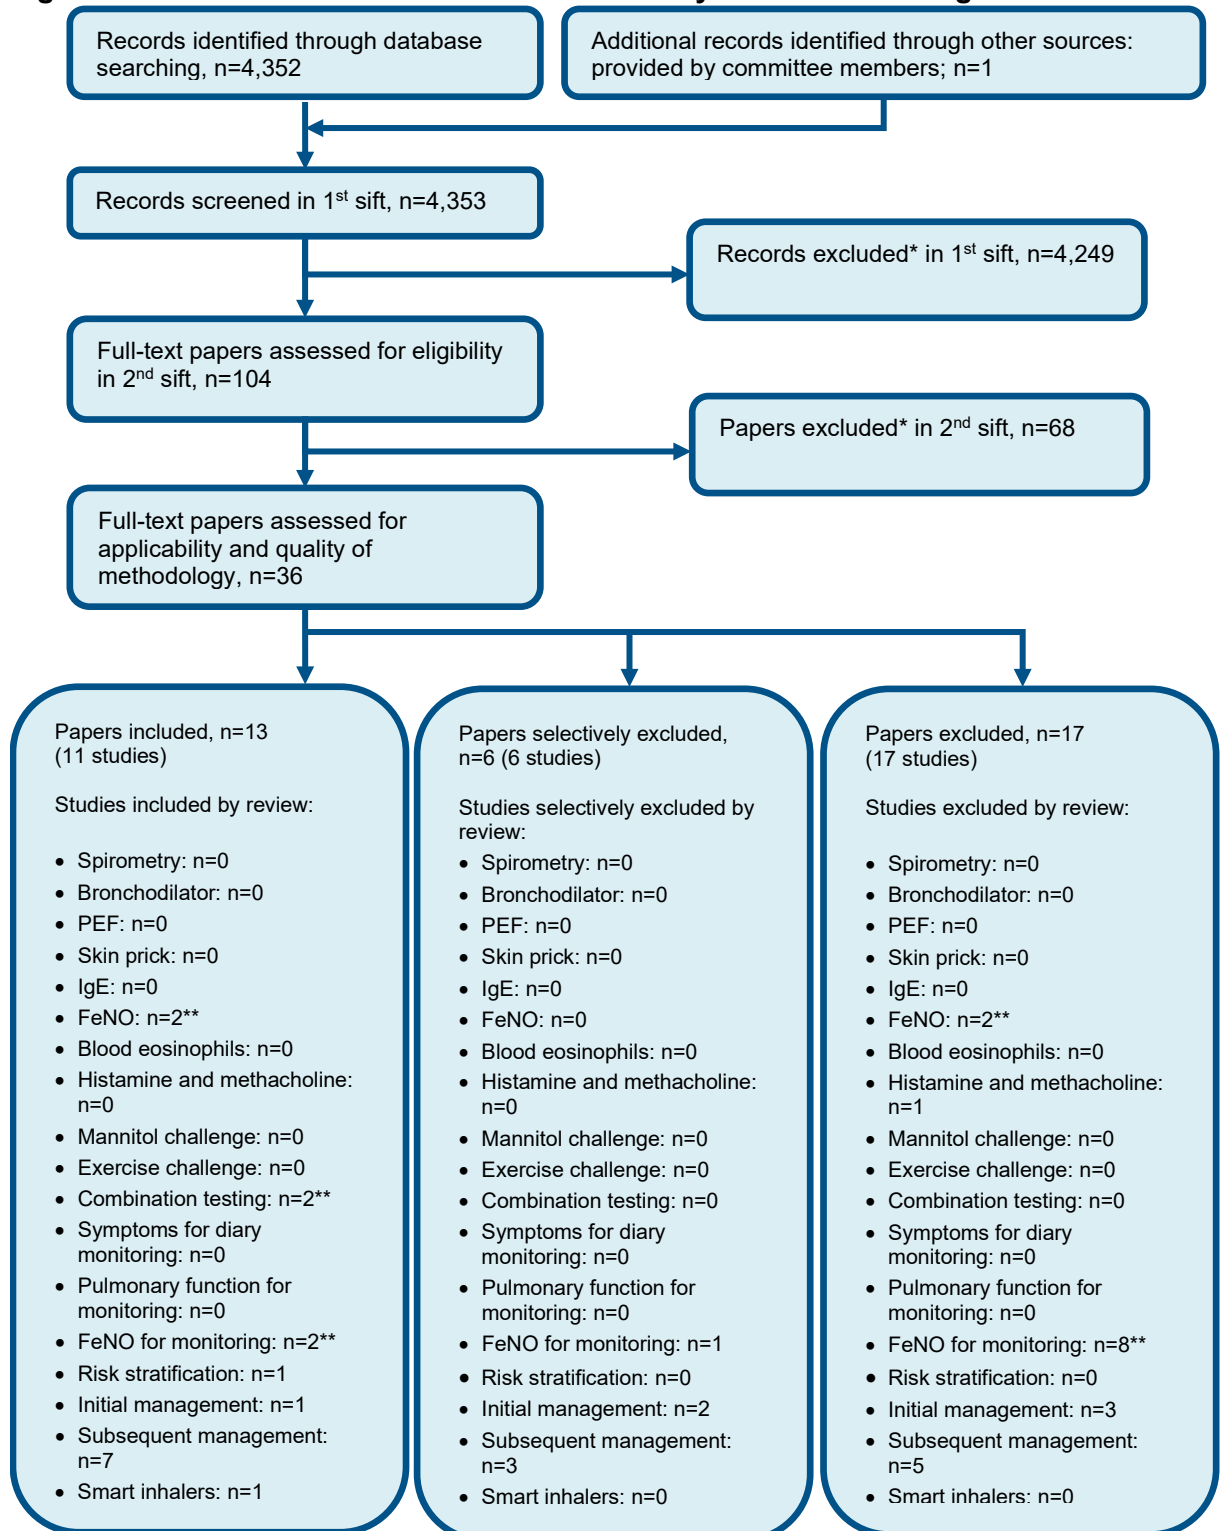 Records identified through database
searching, n=4,352
Additional records identified through other sources:
provided by committee members; n=1
Records screened in 1st sift, n=4,353
Records excluded* in 1st sift, n=4,249
Full-text papers assessed for eligibility
in 2nd sift, n=104
Papers excluded* in 2nd sift, n=68
Full-text papers assessed for
applicability and quality of
methodology, n=36
Papers included, n=13
(11 studies)
Studies included by review:
• Spirometry: n=0
• Bronchodilator: n=0
• PEF: n=0
• Skin prick: n=0
• IgE: n=0
• FeNO: n=2**
• Blood eosinophils: n=0
• Histamine and methacholine:
n=0
• Mannitol challenge: n=0
• Exercise challenge: n=0
• Combination testing: n=2**
• Symptoms for diary
monitoring: n=0
• Pulmonary function for
monitoring: n=0
• FeNO for monitoring: n=2**
• Risk stratification: n=1
• Initial management: n=1
• Subsequent management:
n=7
• Smart inhalers: n=1
Papers selectively excluded,
n=6 (6 studies)
Studies selectively excluded by
review:
• Spirometry: n=0
• Bronchodilator: n=0
• PEF: n=0
• Skin prick: n=0
• IgE: n=0
• FeNO: n=0
• Blood eosinophils: n=0
• Histamine and methacholine:
n=0
• Mannitol challenge: n=0
• Exercise challenge: n=0
• Combination testing: n=0
• Symptoms for diary
monitoring: n=0
• Pulmonary function for
monitoring: n=0
• FeNO for monitoring: n=1
• Risk stratification: n=0
• Initial management: n=2
• Subsequent management:
n=3
• Smart inhalers: n=0
Papers excluded, n=17
(17 studies)
Studies excluded by review:
• Spirometry: n=0
• Bronchodilator: n=0
• PEF: n=0
• Skin prick: n=0
• IgE: n=0
• FeNO: n=2**
• Blood eosinophils: n=0
• Histamine and methacholine:
n=1
• Mannitol challenge: n=0
• Exercise challenge: n=0
• Combination testing: n=0
• Symptoms for diary
monitoring: n=0
• Pulmonary function for
monitoring: n=0
• FeNO for monitoring: n=8**
• Risk stratification: n=0
• Initial management: n=3
• Subsequent management:
n=5
• Smart inhalers: n=0